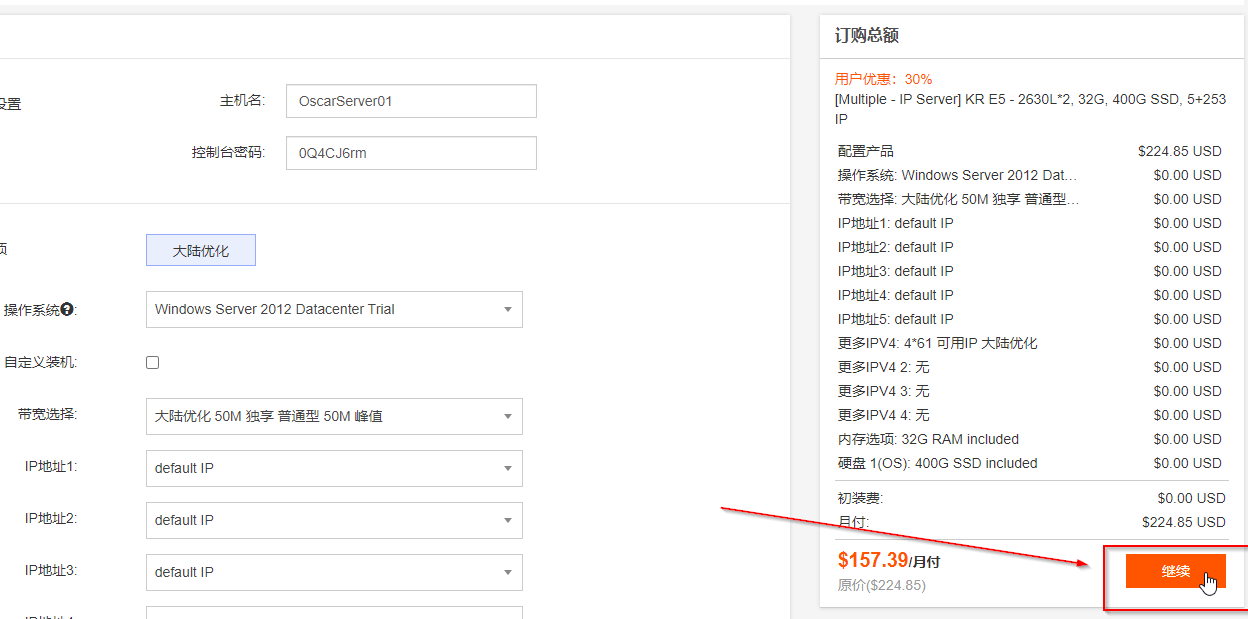 设置
主机名:
OscarServer01
控制台密码:
0Q4CJ6rm
项
大陆优化
操作系统?:
Windows Server 2012 Datacenter Trial
自定义装机:
带宽选择:
大陆优化 50M 独享 普通型 50M 峰值
IP地址1:
default IP
IP地址2:
default IP
IP地址3:
default IP
订购总额
用户优惠：30%
[Multiple - IP Server] KR E5 - 2630L*2, 32G, 400G SSD, 5+253
IP
配置产品 $224.85 USD
操作系统: Windows Server 2012 Dat... $0.00 USD
带宽选择: 大陆优化 50M 独享 普通型... $0.00 USD
IP地址1: default IP $0.00 USD
IP地址2: default IP $0.00 USD
IP地址3: default IP $0.00 USD
IP地址4: default IP $0.00 USD
IP地址5: default IP $0.00 USD
更多IPV4: 4*61 可用IP 大陆优化 $0.00 USD
更多IPV4 2: 无 $0.00 USD
更多IPV4 3: 无 $0.00 USD
更多IPV4 4: 无 $0.00 USD
内存选项: 32G RAM included $0.00 USD
硬盘 1(OS): 400G SSD included $0.00 USD
初装费: $0.00 USD
月付: $224.85 USD
$157.39/月付
原价($224.85)
继续